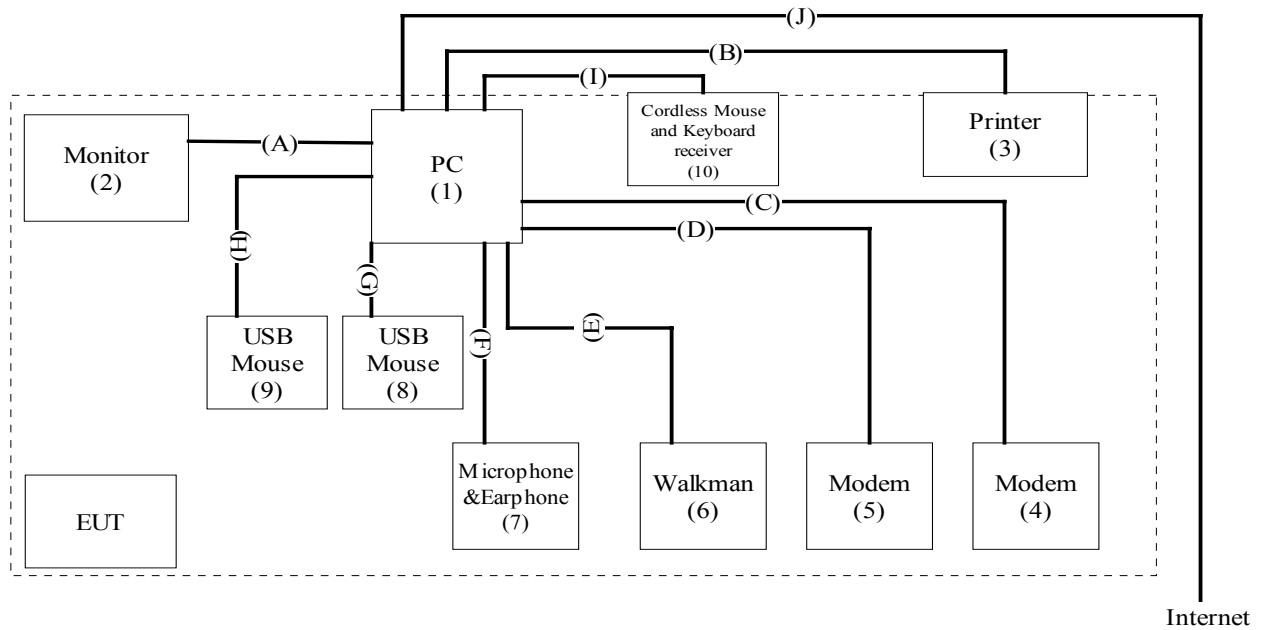 (J)
(B)
(I)
Cordless Mouse
and Keyboard
receiver
(10)
Printer
(3)
Monitor
(2)
(A)
PC
(1)
(C)
(D)
(H)
(G)
(F)
(E)
USB
Mouse
(9)
USB
Mouse
(8)
Microphone
&Earphone
(7)
Walkman
(6)
Modem
(5)
Modem
(4)
EUT
Internet